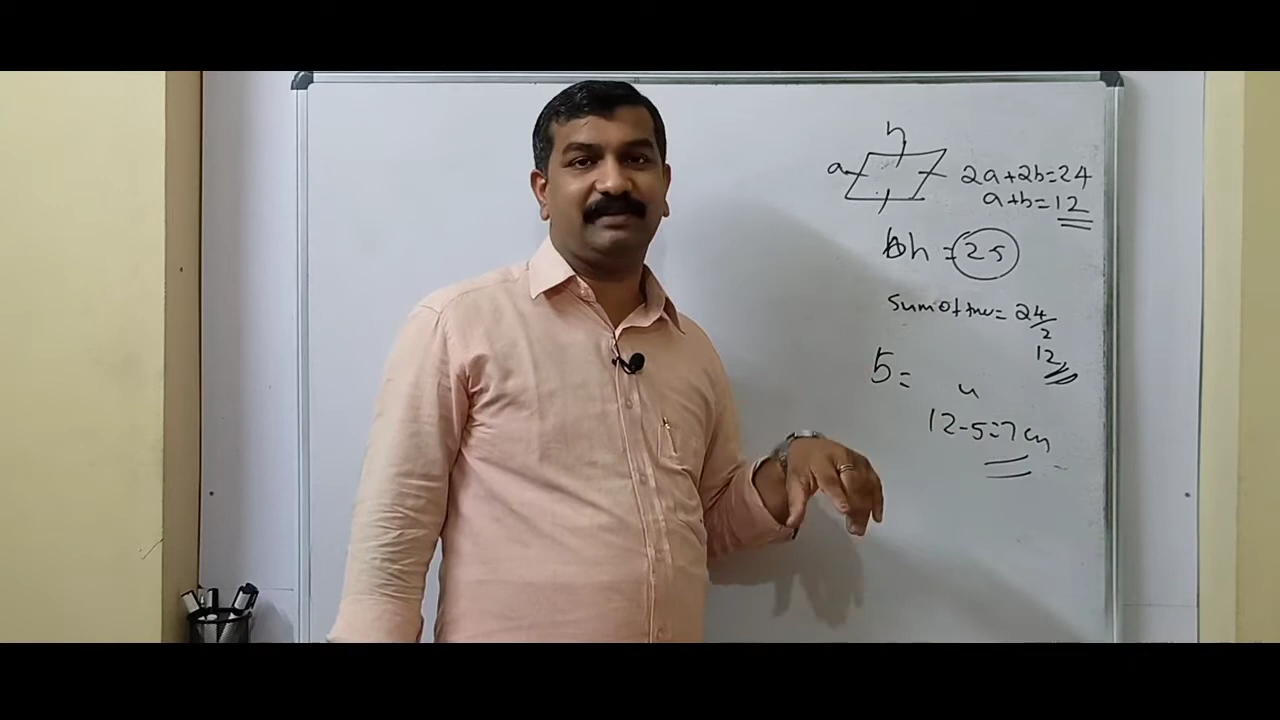 b
a
2a+2b=24
a+b=12
bh = 25
sum of two = 24/2
12
5 =
12-5=7cm